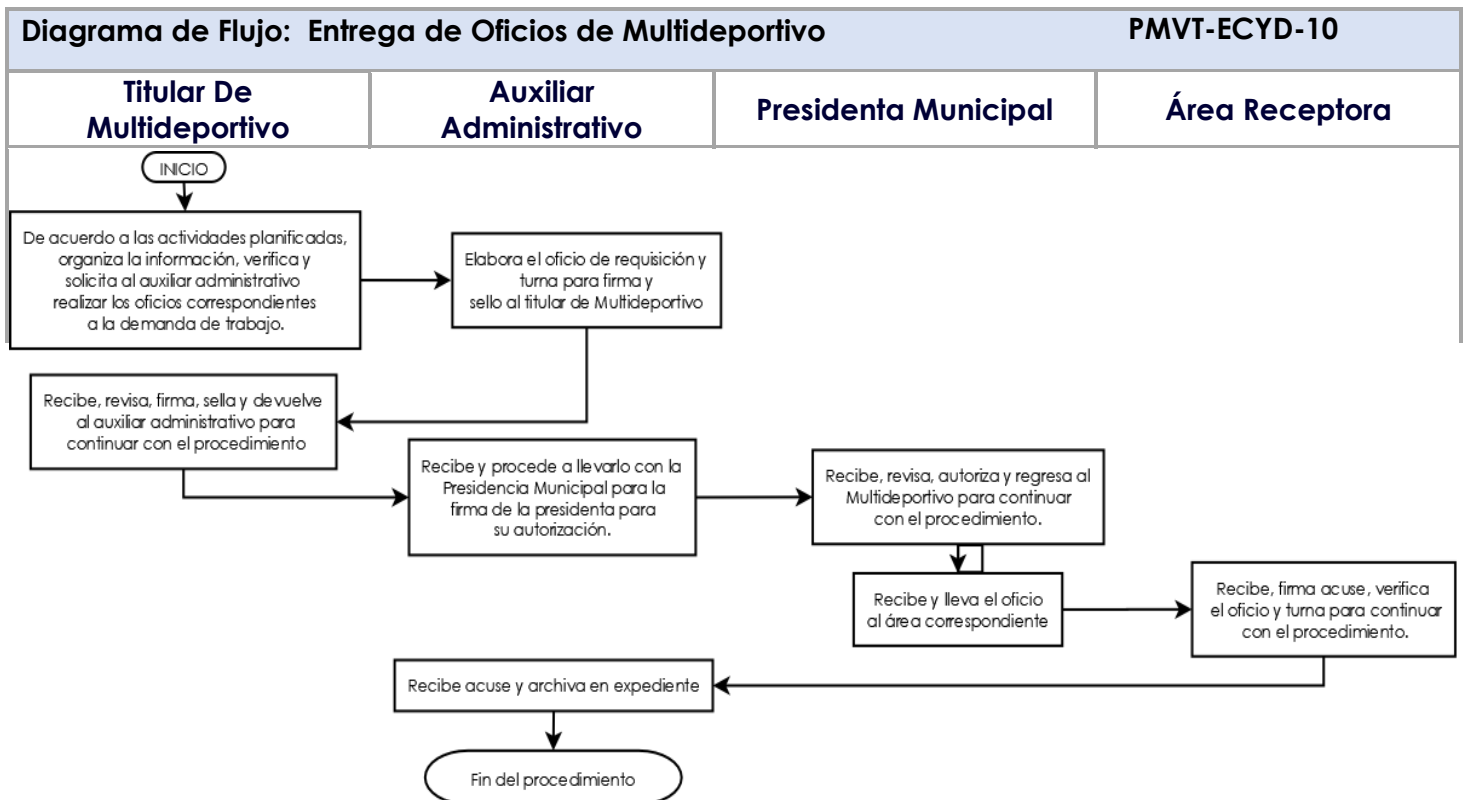 Diagrama de Flujo: Entrega de Oficios de Multideportivo PMVT-ECYD-10
Titular De
Multideportivo
Auxiliar
Administrativo
Presidenta Municipal
Área Receptora
INICIO
De acuerdo a las actividades planificadas,
organiza la información, verifica y
solicita al auxiliar administrativo
realizar los oficios correspondientes
a la demanda de trabajo.
Elabora el oficio de requisición y
turna para firma y
sello al titular de Multideportivo
Recibe, revisa, firma, sella y devuelve
al auxiliar administrativo para
continuar con el procedimiento
Recibe y procede a llevarlo con la
Presidencia Municipal para la
firma de la presidenta para
su autorización.
Recibe, revisa, autoriza y regresa al
Multideportivo para continuar
con el procedimiento.
Recibe y lleva el oficio
al área correspondiente
Recibe, firma acuse, verifica
el oficio y turna para continuar
con el procedimiento.
Recibe acuse y archiva en expediente
Fin del procedimiento